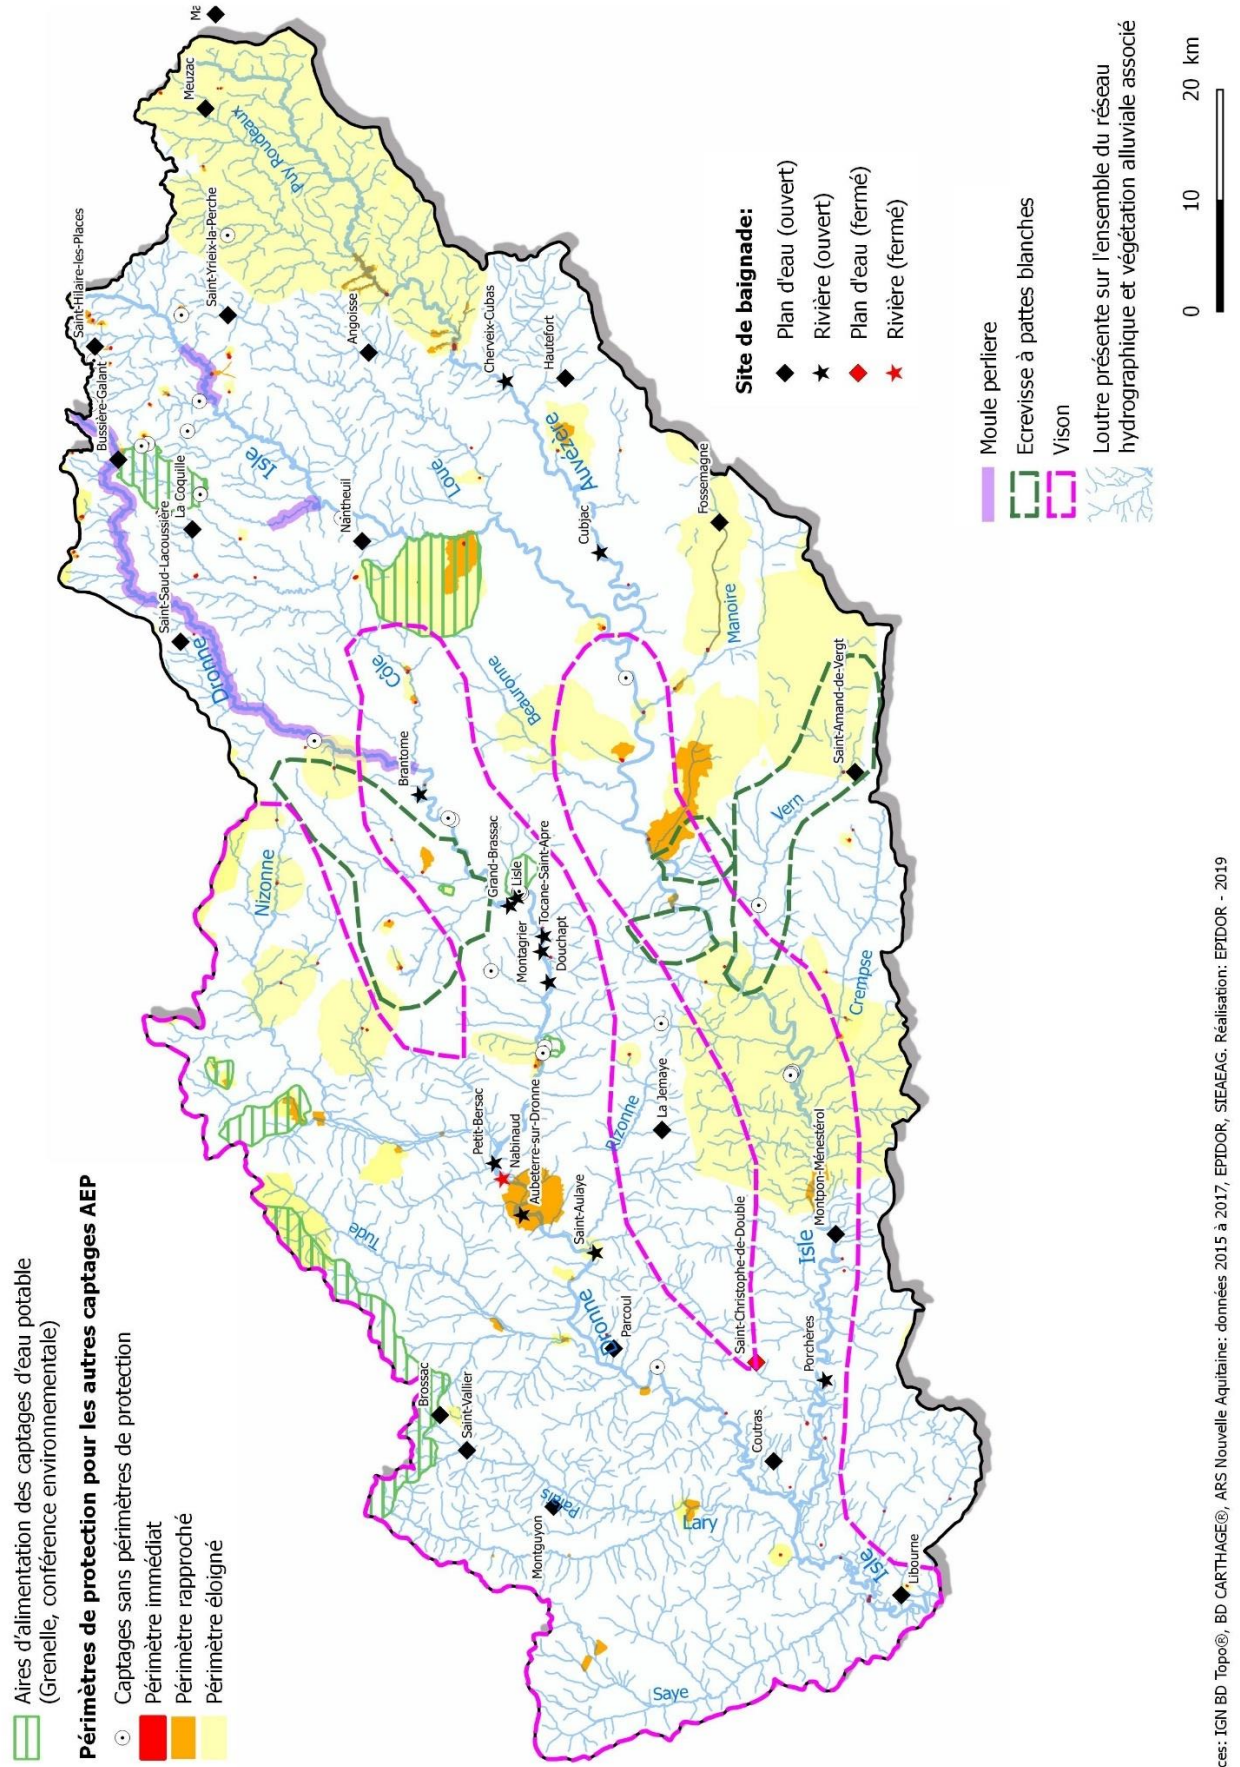 Aires d'alimentation des captages d'eau potable
(Grenelle, conférence environnementale)
Périmètres de protection pour les autres captages AEP
Captages sans périmètres de protection
Périmètre immédiat
Périmètre rapproché
Périmètre éloigné
Ma
Meuzac
Puy Roudeaux
Saint-Hilaire-les-Places
Saint-Yrieix-la-Perche
Bussière-Galant
Angoisse
La Coquille
Isle
Loue
Cherveix-Cubas
Hautefort
Saint-Saud-Lacoussière
Nantheuil
Auvézère
Cubjac
Fossemagne
Dronne
Côle
Beauronne
Manoire
Brantome
Saint-Amand-de-Vergt
Vern
Nizonne
Grand-Brassac
Lisle
Tocane-Saint-Apre
Montagrier
Douchapt
Crempse
Petit-Bersac
Nabinaud
Aubeterre-sur-Dronne
Rizonne
La Jemaye
Tude
Saint-Aulaye
Montpon-Ménestérol
Isle
Dronne
Parcoul
Saint-Christophe-de-Double
Porchères
Brossac
Saint-Vallier
Coutras
Palais
Montguyon
Lary
Isle
Libourne
Saye
Site de baignade:
Plan d'eau (ouvert)
Rivière (ouvert)
Plan d'eau (fermé)
Rivière (fermé)
Moule perliere
Ecrevisse à pattes blanches
Vison
Loutre présente sur l'ensemble du réseau
hydrographique et végétation alluviale associé
0 10 20 km
ces: IGN BD Topo®, BD CARTHAGE®, ARS Nouvelle Aquitaine: données 2015 à 2017, EPIDOR, SIEAEAG. Réalisation: EPIDOR - 2019